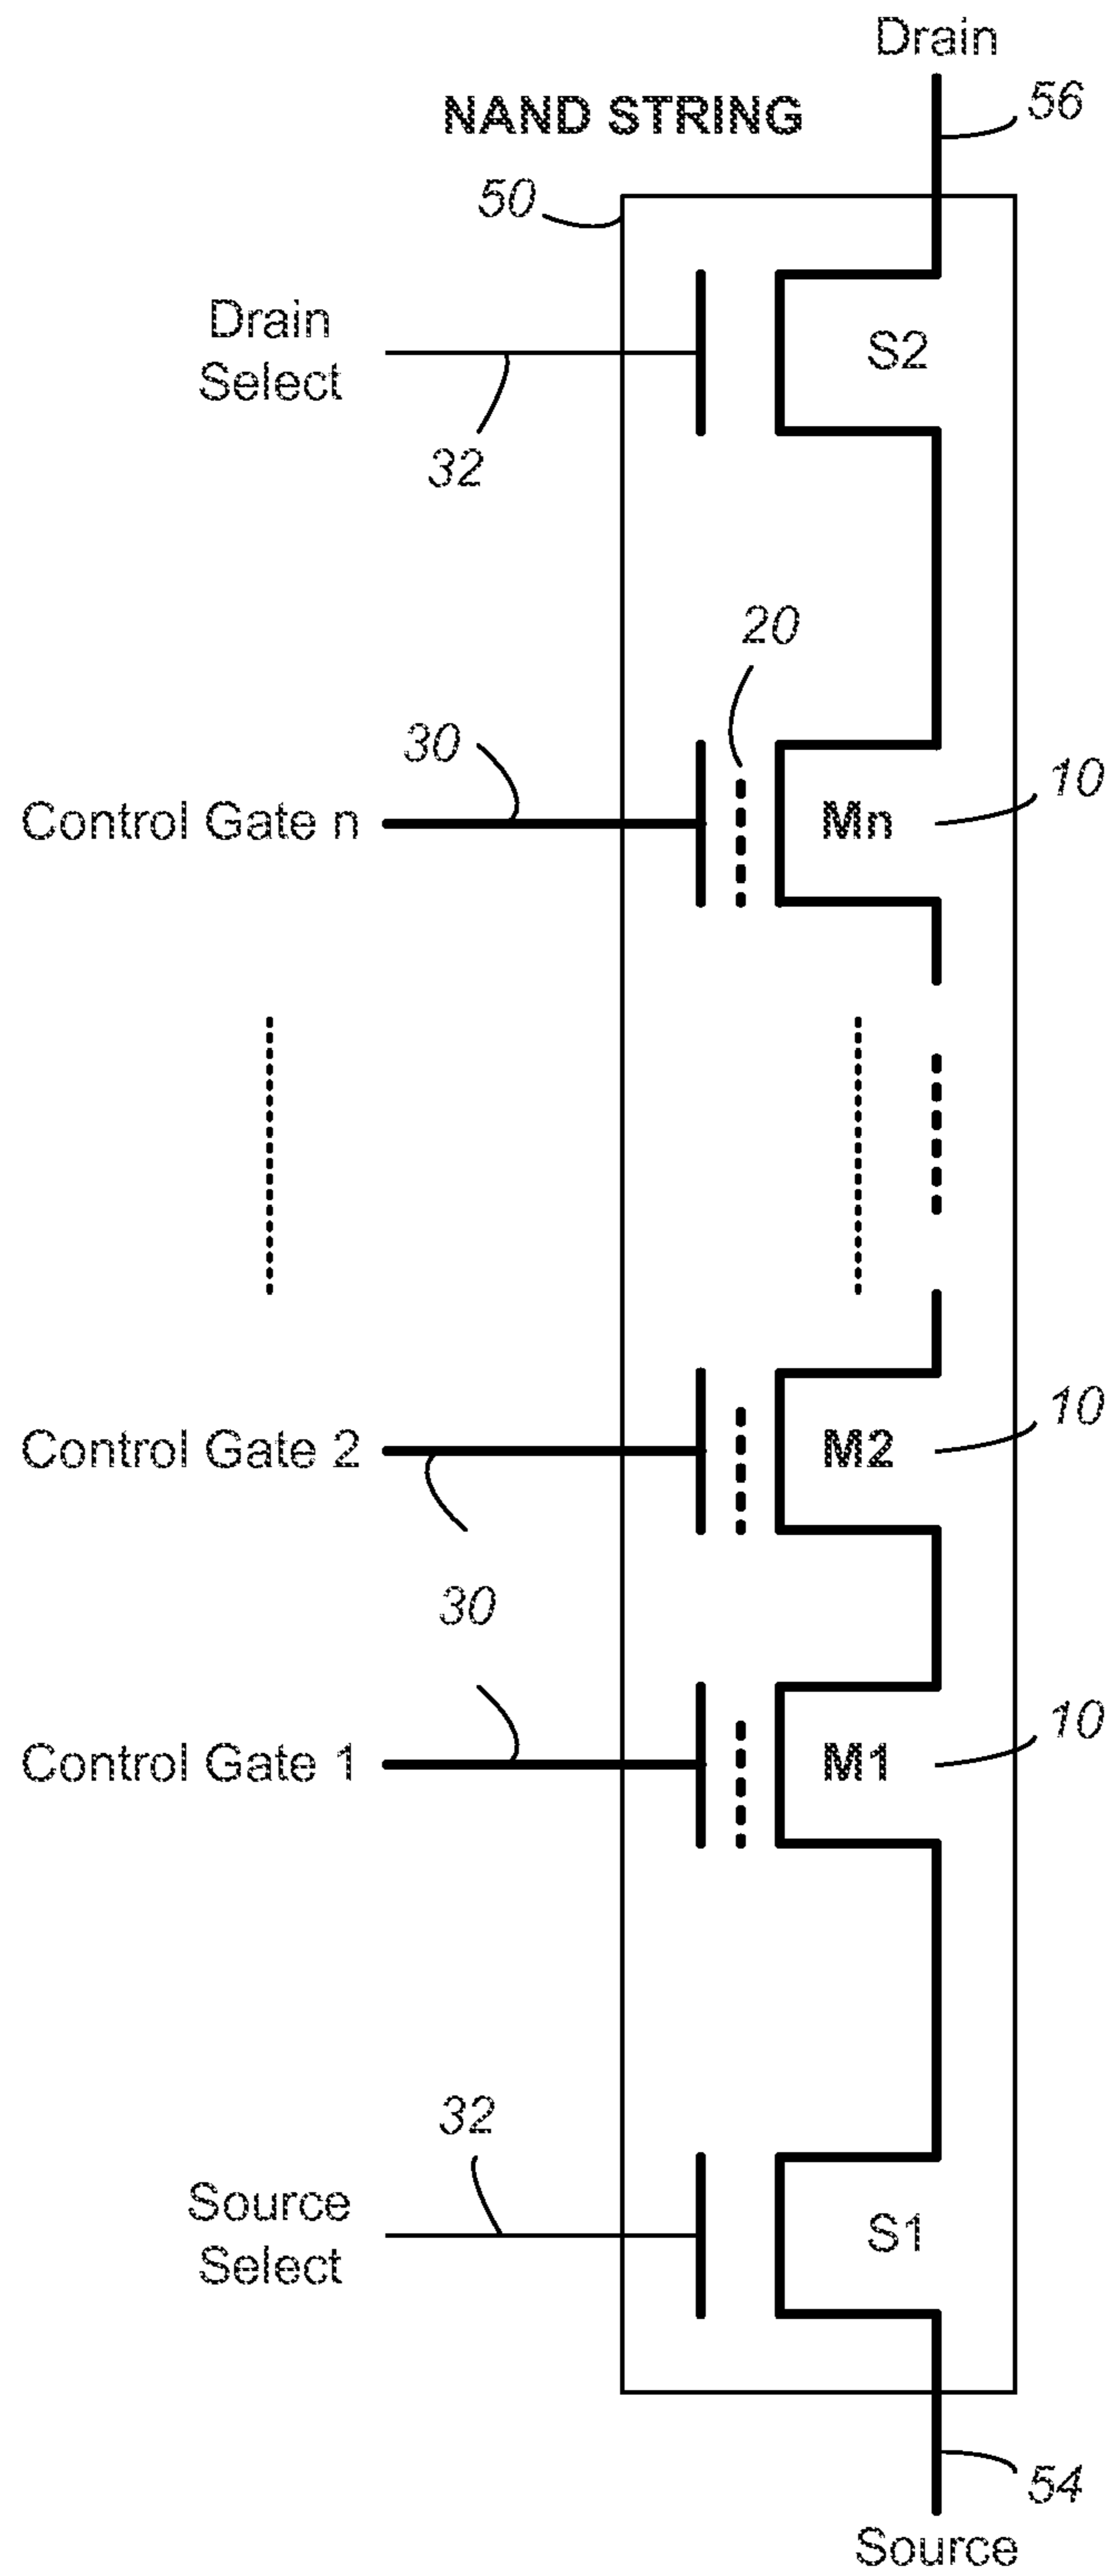 Drain
56
NAND STRING
50
Drain
Select
S2
32
20
30
10
Control Gate n
Mn
10
Control Gate 2
M2
30
10
Control Gate 1
M1
32
Source
Select
S1
54
Source